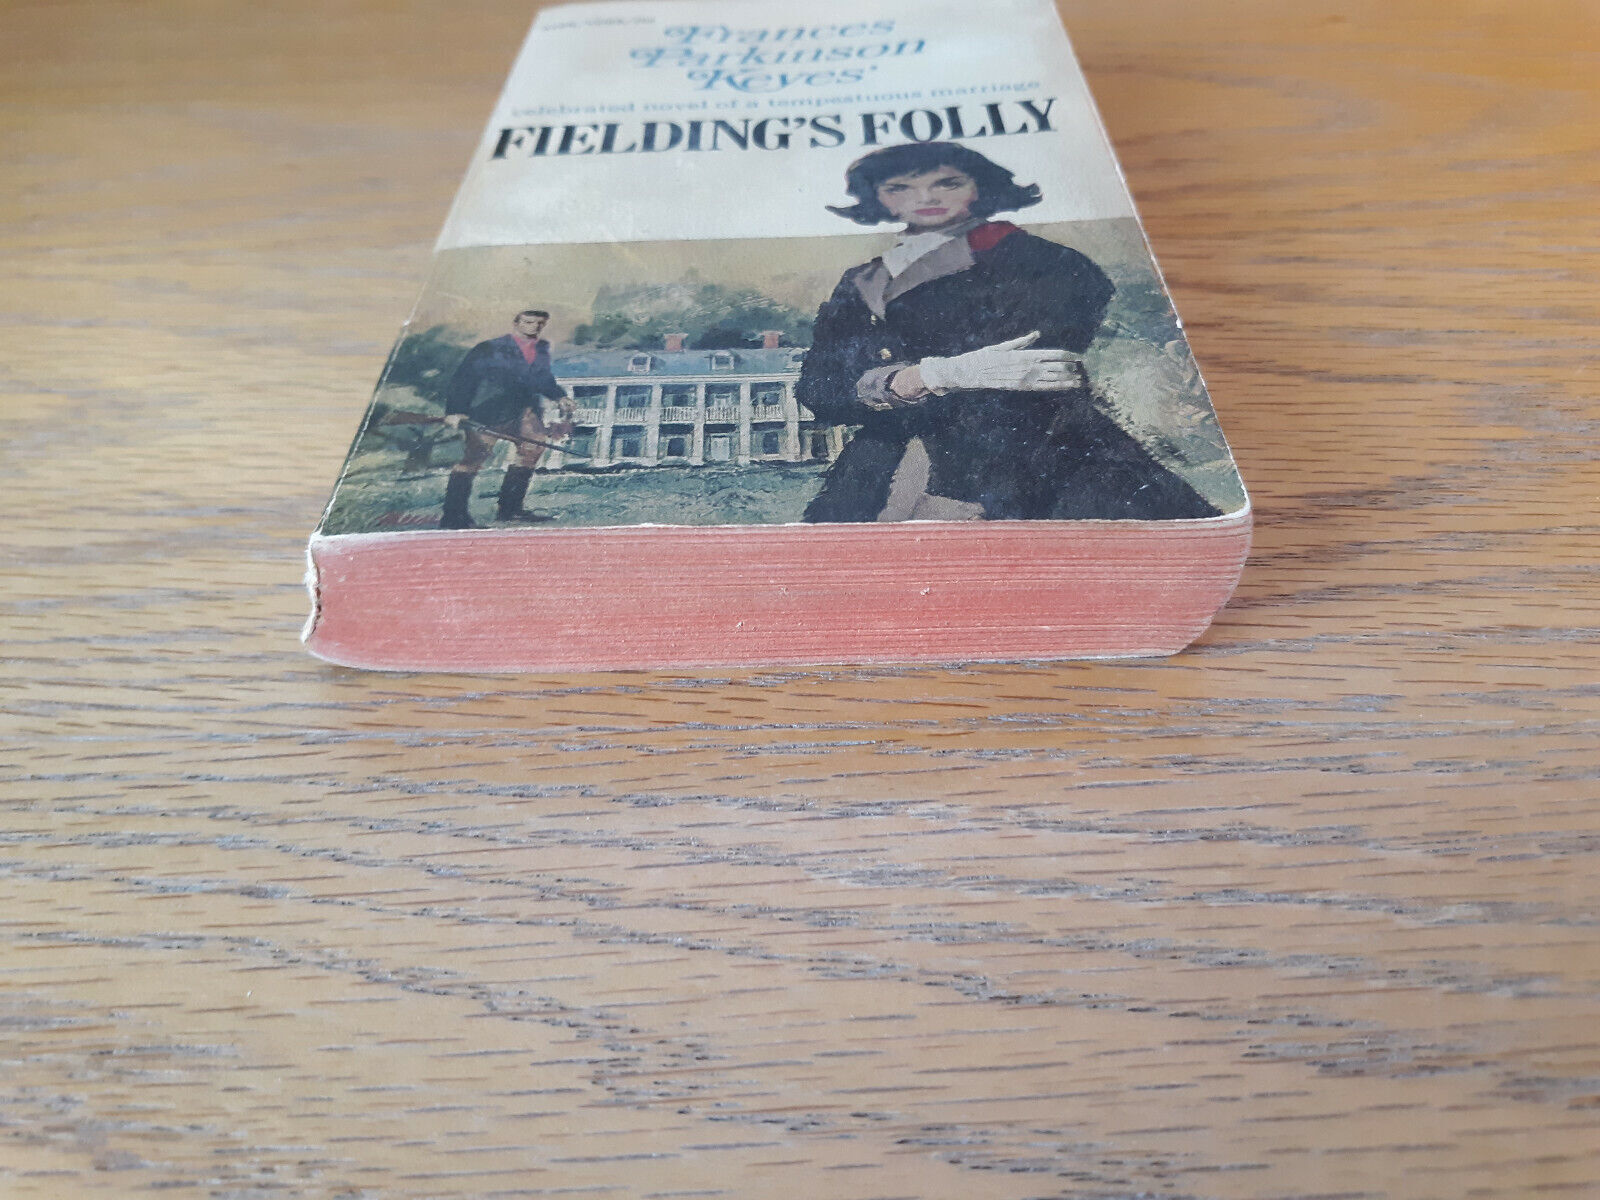 Frances
Parkinson
Keyes'
celebrated novel of a tempestuous marriage
FIELDING'S FOLLY